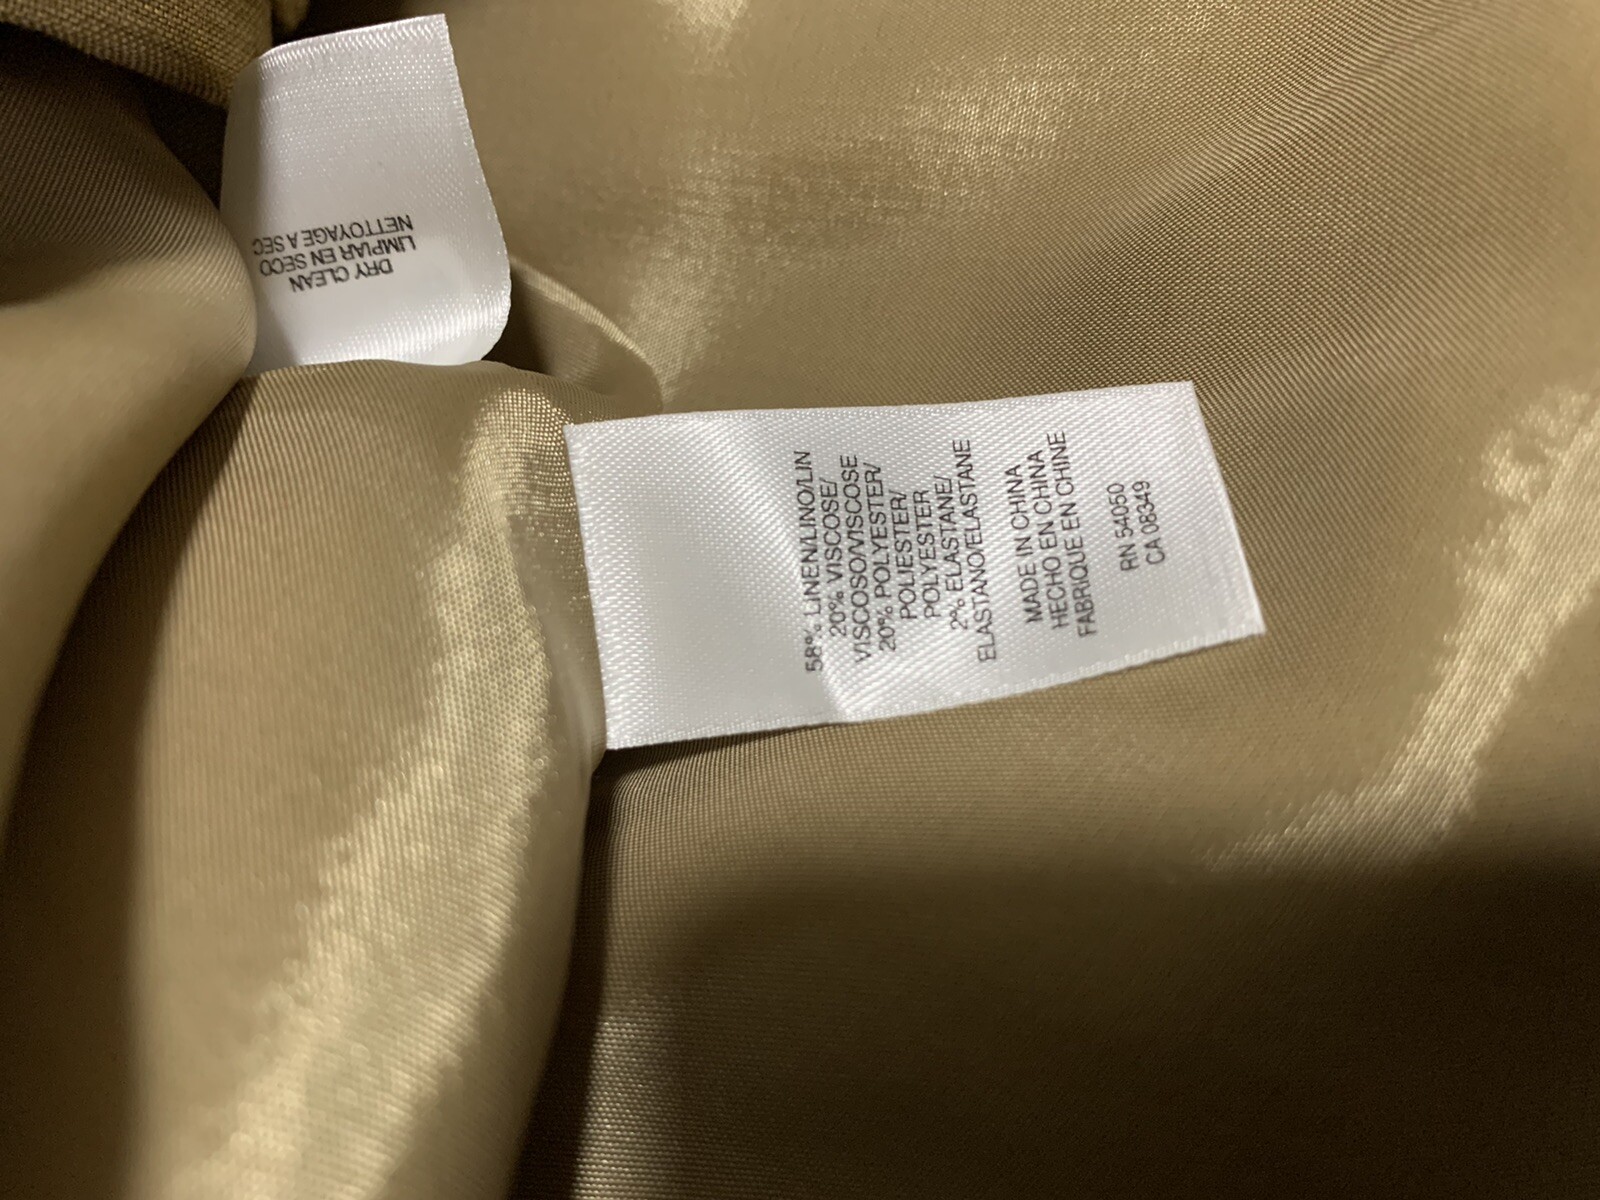 DRY CLEAN
LIMPIAR EN SECO
NETTOYAGE A SEC
58% LINEN/LINO/LIN
20% VISCOSE/
VISCOSO/VISCOSE
20% POLYESTER/
POLIESTER/
POLYESTER
2% ELASTANE/
ELASTANO/ELASTANE
MADE IN CHINA
HECHO EN CHINA
FABRIQUE EN CHINE
RN 54050
CA 08349